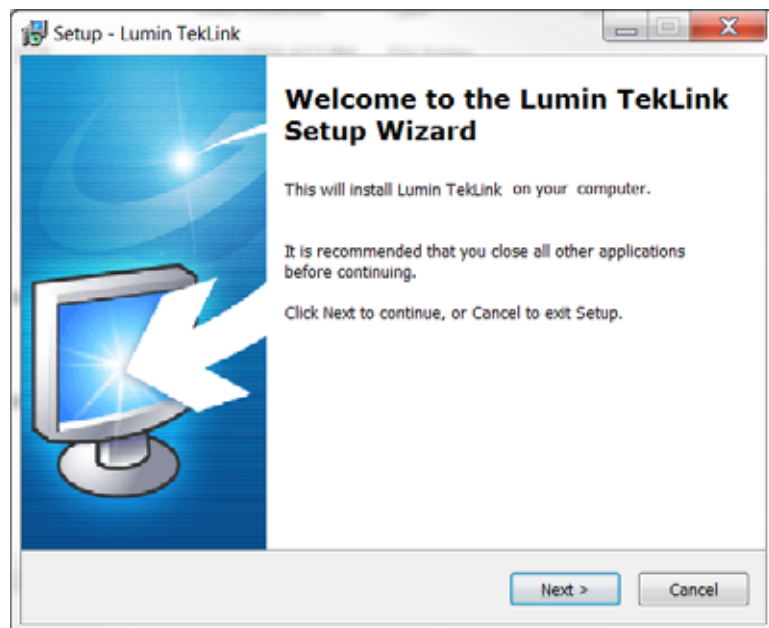 Setup - Lumin TekLink
Welcome to the Lumin TekLink
Setup Wizard
This will install Lumin TekLink on your computer.
It is recommended that you close all other applications
before continuing.
Click Next to continue, or Cancel to exit Setup.
Next >
Cancel